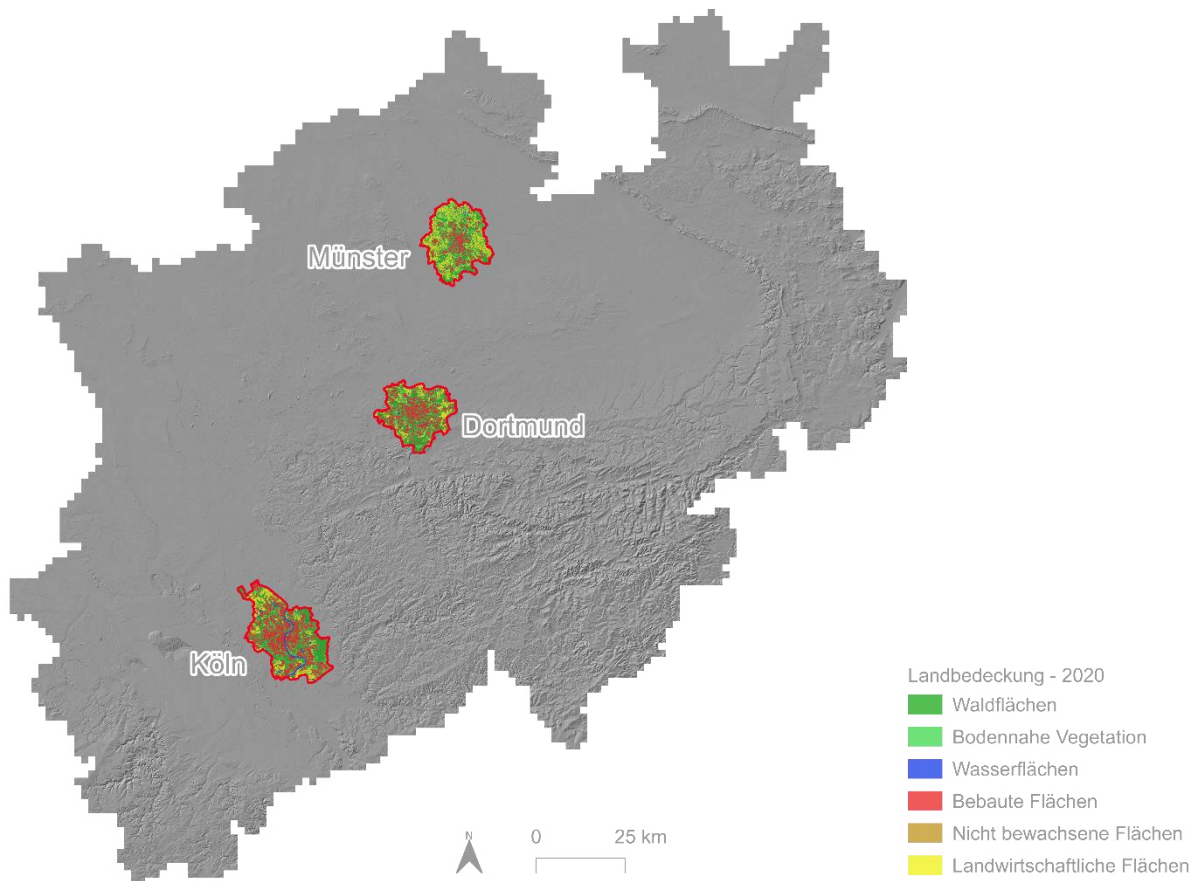 Münster
Dortmund
Köln
Landbedeckung - 2020
Waldflächen
Bodennahe Vegetation
Wasserflächen
Bebaute Flächen
Nicht bewachsene Flächen
Landwirtschaftliche Flächen
N
0 25 km